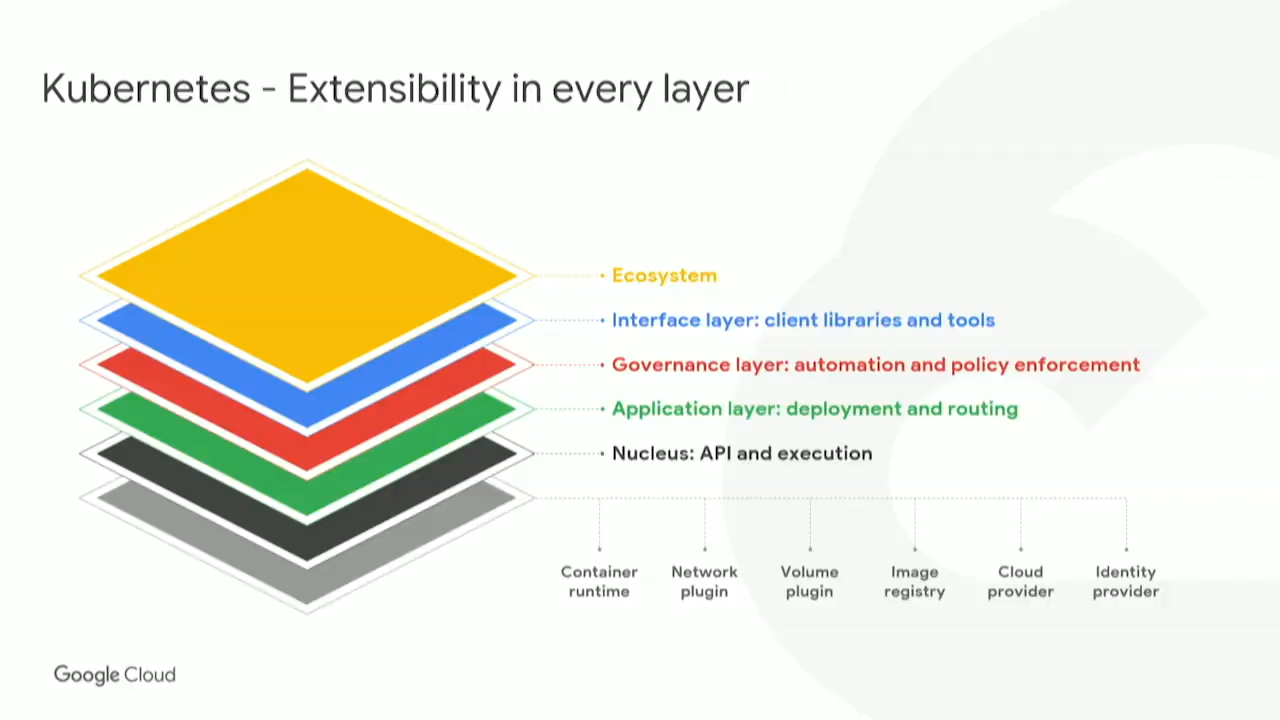 Kubernetes - Extensibility in every layer
Ecosystem
Interface layer: client libraries and tools
Governance layer: automation and policy enforcement
Application layer: deployment and routing
Nucleus: API and execution
Container
runtime
Network
plugin
Volume
plugin
Image
registry
Cloud
provider
Identity
provider
Google Cloud